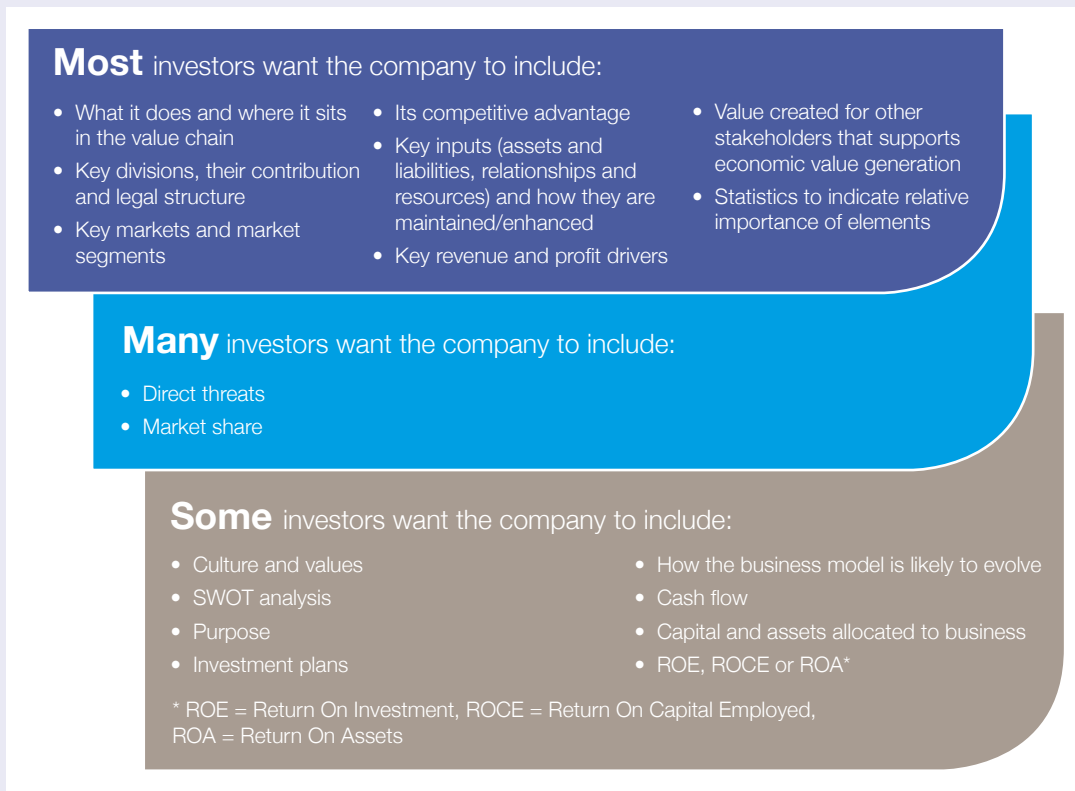 Most investors want the company to include:
• What it does and where it sits
in the value chain
• Key divisions, their contribution
and legal structure
• Key markets and market
segments
• Its competitive advantage
• Key inputs (assets and
liabilities, relationships and
resources) and how they are
maintained/enhanced
• Key revenue and profit drivers
• Value created for other
stakeholders that supports
economic value generation
• Statistics to indicate relative
importance of elements
Many investors want the company to include:
• Direct threats
• Market share
Some investors want the company to include:
• Culture and values
• SWOT analysis
• Purpose
• Investment plans
• How the business model is likely to evolve
• Cash flow
• Capital and assets allocated to business
• ROE, ROCE or ROA*
* ROE = Return On Investment, ROCE = Return On Capital Employed,
ROA = Return On Assets